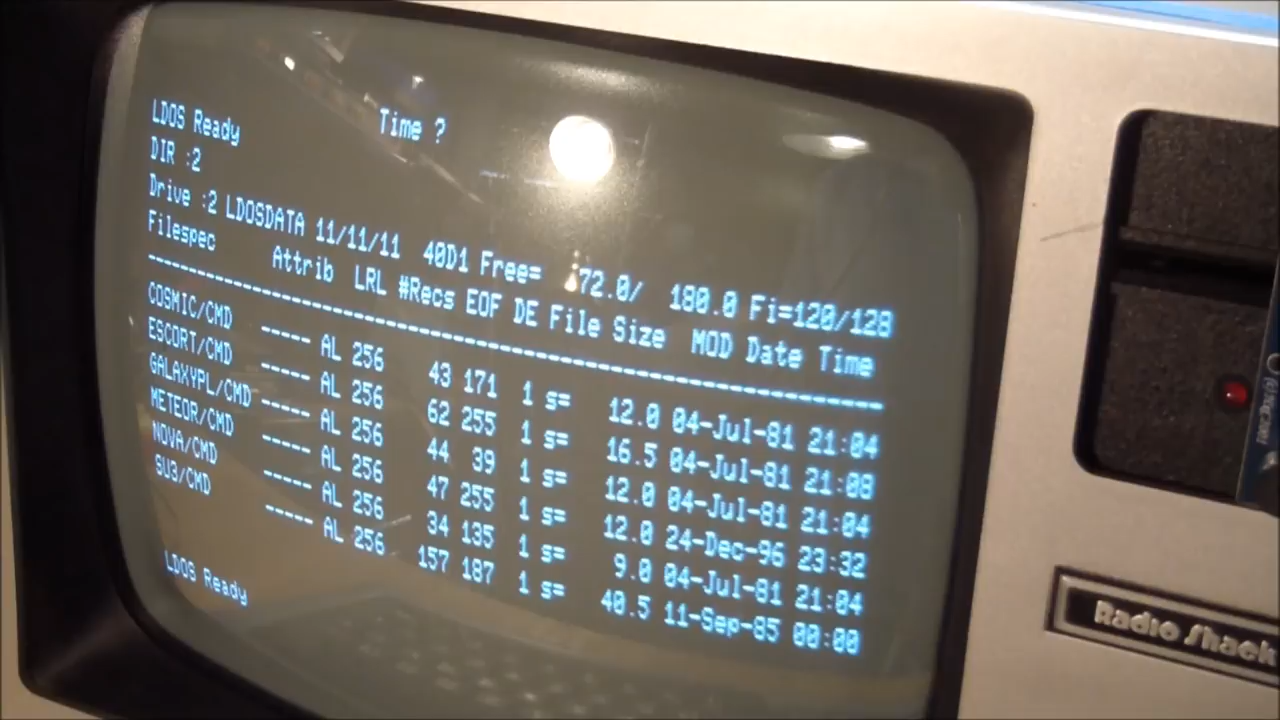 LDOS Ready Time ?
DIR :2
Drive :2 LDOSDATA 11/11/11 40D1 Free= 72.0/ 180.0 Fi=120/128
Filespec Attrib LRL #Recs EOF DE File Size MOD Date Time
----------------------------------------------------------------
COSMIC/CMD ----- AL 256 43 171 1 s= 12.0 04-Jul-81 21:04
ESCORT/CMD ----- AL 256 62 255 1 s= 16.5 04-Jul-81 21:08
GALAXYPL/CMD ----- AL 256 44 39 1 s= 12.0 04-Jul-81 21:04
METEOR/CMD ----- AL 256 47 255 1 s= 12.0 24-Dec-96 23:32
NOVA/CMD ----- AL 256 34 135 1 s= 9.0 04-Jul-81 21:04
SU3/CMD ----- AL 256 157 187 1 s= 40.5 11-Sep-85 00:00
LDOS Ready
Radio Shack